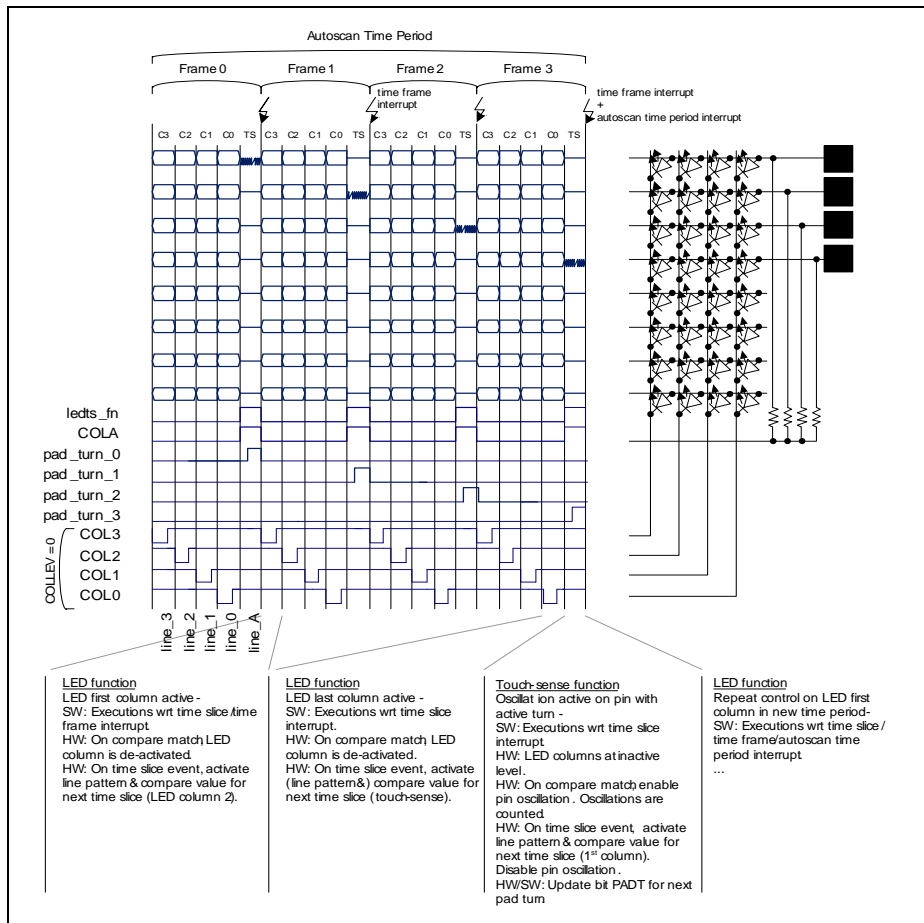 Autoscan Time Period
Frame 0 Frame 1 Frame 2 Frame 3
time frame
interrupt
time frame interrupt
+
autoscan time period interrupt
C3 C2 C1 C0 TS C3 C2 C1 C0 TS C3 C2 C1 C0 TS C3 C2 C1 C0 TS
ledts_fn
COLA
pad_turn_0
pad_turn_1
pad_turn_2
pad_turn_3
COLLEV = 0
COL3
COL2
COL1
COL0
line_3
line_2
line_1
line_0
line_A
LED function
LED first column active -
SW: Executions wrt time slice/time
frame interrupt.
HW: On compare match, LED
column is de-activated.
HW: On time slice event, activate
line pattern & compare value for
next time slice (LED column 2).
LED function
LED last column active -
SW: Executions wrt time slice
interrupt.
HW: On compare match, LED
column is de-activated.
HW: On time slice event, activate
(line pattern &) compare value for
next time slice (touch-sense).
Touch-sense function
Oscillation active on pin with
active turn -
SW: Executions wrt time slice
interrupt.
HW: LED columns at inactive
level.
HW: On compare match, enable
pin oscillation. Oscillations are
counted.
HW: On time slice event, activate
line pattern & compare value for
next time slice (1st column).
Disable pin oscillation.
HW/SW: Update bit PADT for next
pad turn
LED function
Repeat control on LED first
column in new time period-
SW: Executions wrt time slice /
time frame/autoscan time
period interrupt.
...